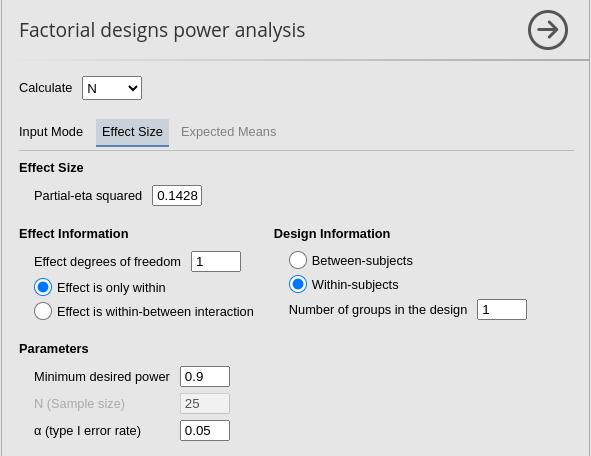 Factorial designs power analysis
Calculate N
Input Mode Effect Size Expected Means
Effect Size
Partial-eta squared 0.1428
Effect Information
Effect degrees of freedom 1
Effect is only within
Effect is within-between interaction
Design Information
Between-subjects
Within-subjects
Number of groups in the design 1
Parameters
Minimum desired power 0.9
N (Sample size) 25
α (type I error rate) 0.05